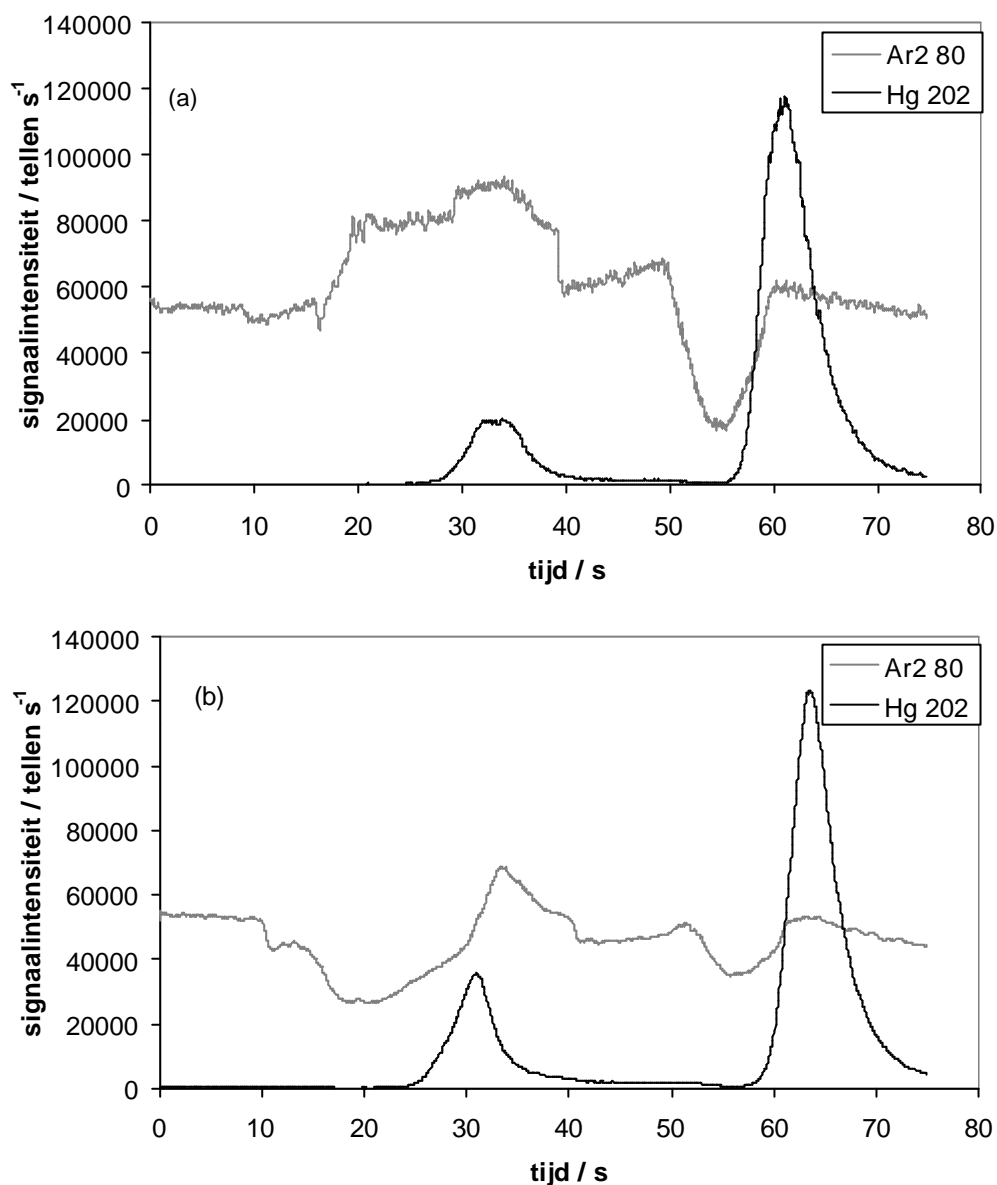 140000
120000
100000
80000
60000
40000
20000
0
signaalintensiteit / tellen s⁻¹
(a)
Ar2 80
Hg 202
0 10 20 30 40 50 60 70 80
tijd / s
140000
120000
100000
80000
60000
40000
20000
0
signaalintensiteit / tellen s⁻¹
(b)
Ar2 80
Hg 202
0 10 20 30 40 50 60 70 80
tijd / s